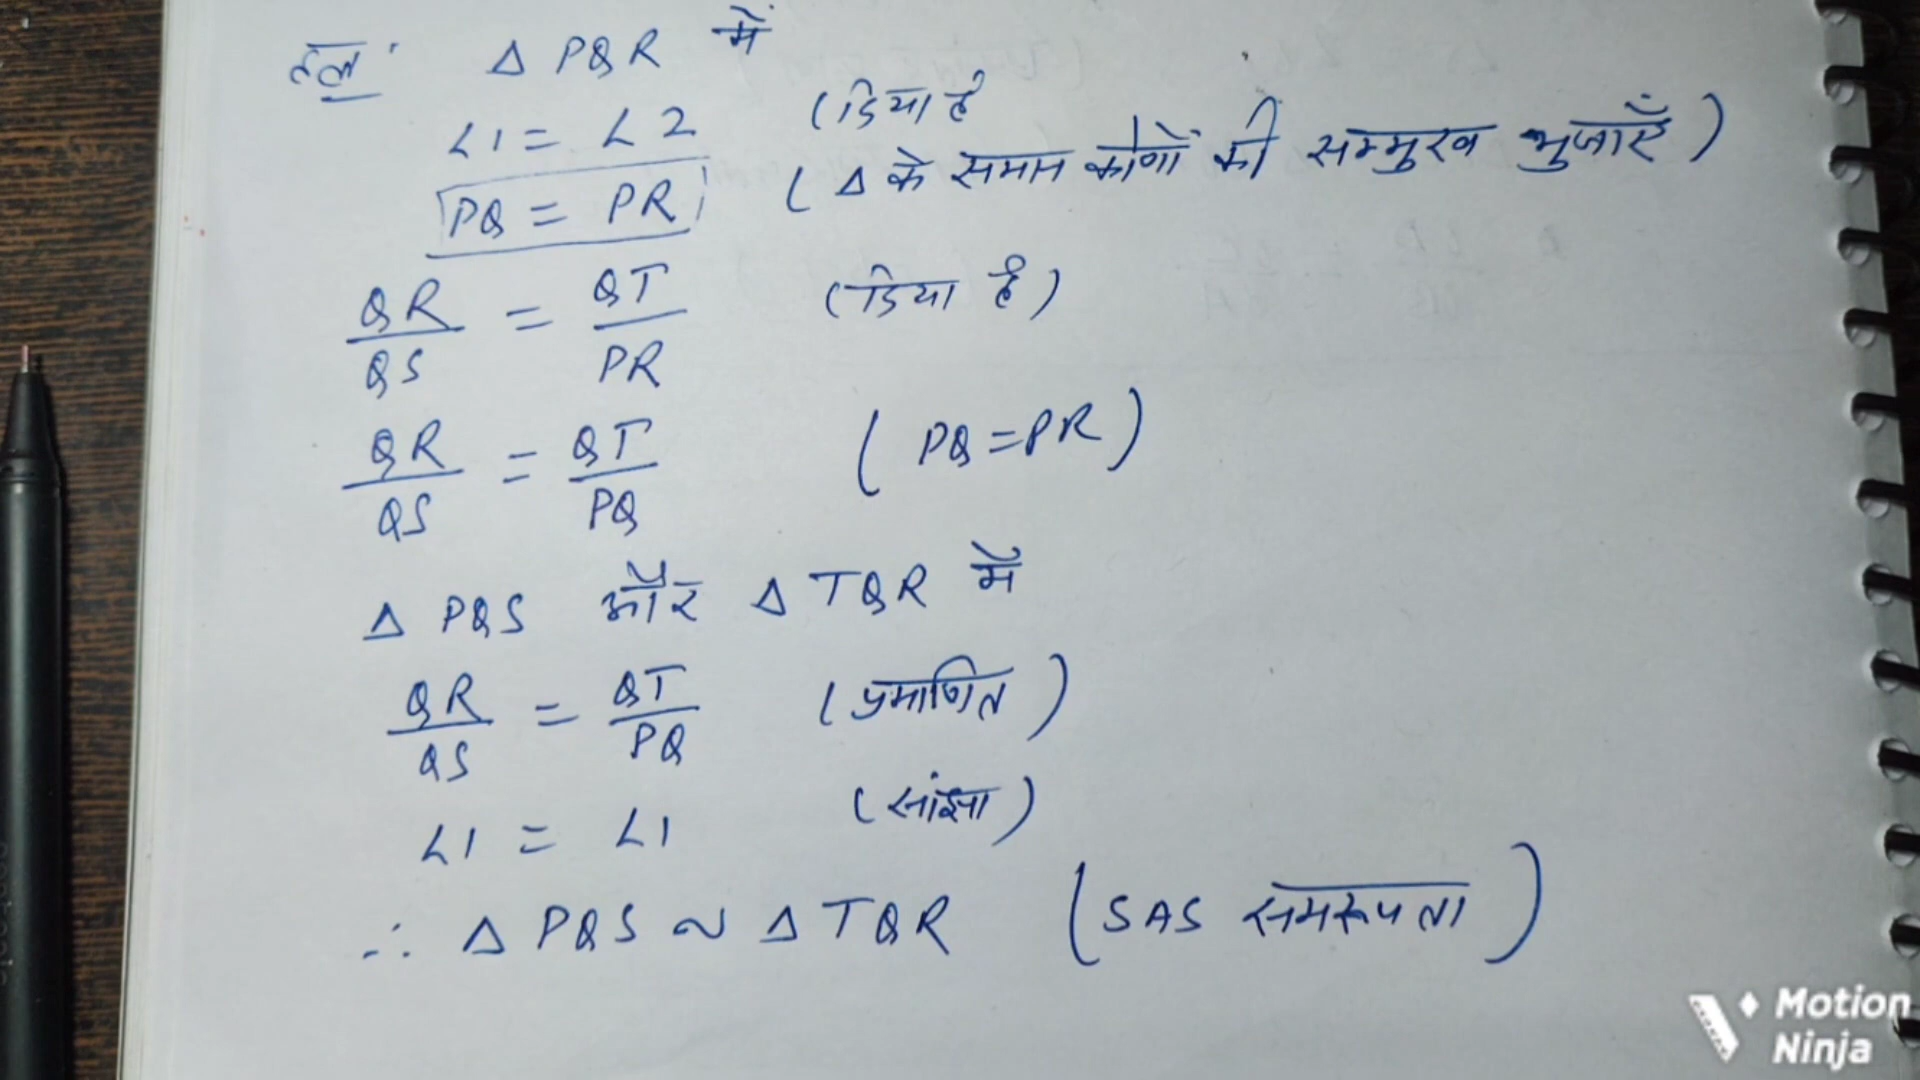 हल: Δ PQR में
∠1 = ∠2 (दिया है
PQ = PR (Δ के समान कोणों की सम्मुख भुजाएँ)
QR/QS = QT/PR (दिया है)
QR/QS = QT/PQ (PQ = PR)
Δ PQS और Δ TQR में
QR/QS = QT/PQ (प्रमाणित)
∠1 = ∠1 (सांझा)
∴ Δ PQS ~ Δ TQR (SAS समरूपता)
Motion
Ninja